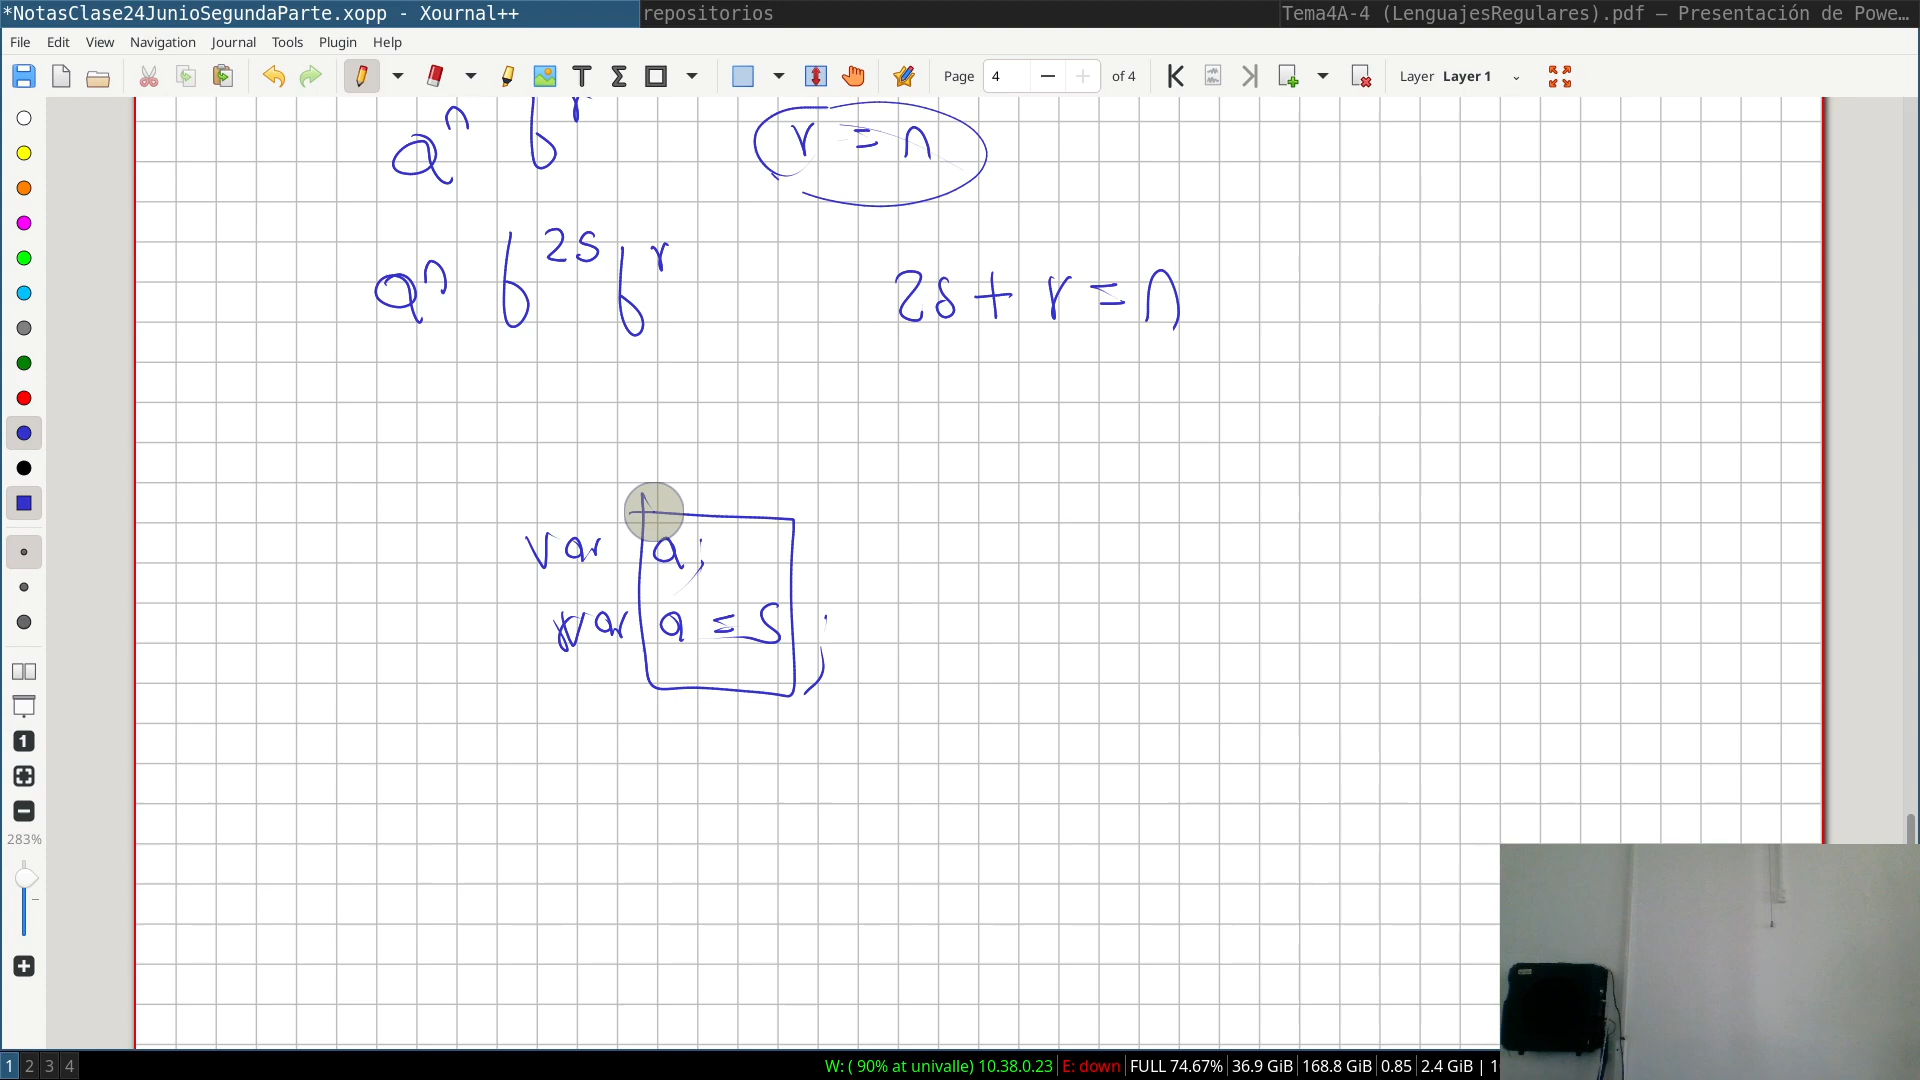 *NotasClase24JunioSegundaParte.xopp - Xournal++ repositorios Tema4A-4 (LenguajesRegulares).pdf — Presentación de Powe…
File Edit View Navigation Journal Tools Plugin Help
Page 4 of 4 Layer Layer 1
a^n b^r r = n
a^n b^2s b^r 2s + r = n
var a;
var a = 5 ;
283%
1 2 3 4 W: ( 90% at univalle) 10.38.0.23 E: down FULL 74.67% 36.9 GiB 168.8 GiB 0.85 2.4 GiB | 1